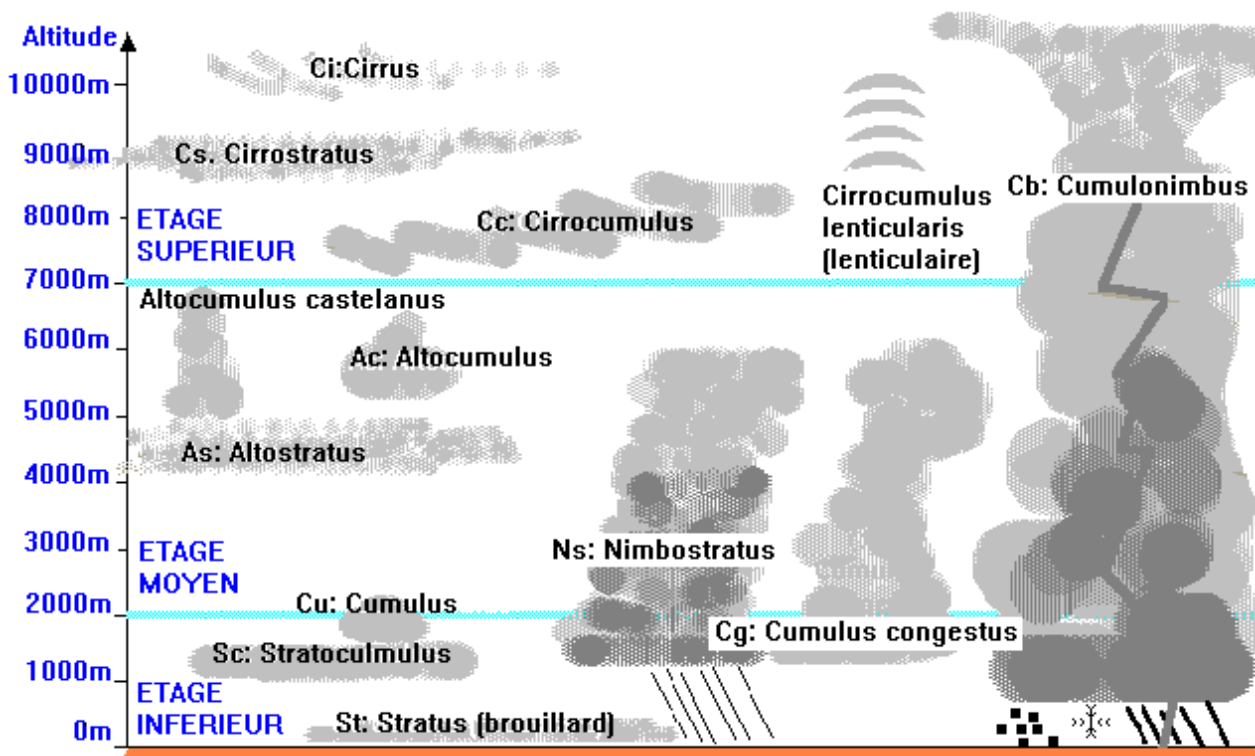 Altitude
10000m
9000m
8000m
7000m
6000m
5000m
4000m
3000m
2000m
1000m
0m
Ci:Cirrus
Cs. Cirrostratus
Cc: Cirrocumulus
Cirrocumulus
lenticularis
(lenticulaire)
Cb: Cumulonimbus
ETAGE
SUPERIEUR
Altocumulus castelanus
Ac: Altocumulus
As: Altostratus
Ns: Nimbostratus
ETAGE
MOYEN
Cu: Cumulus
Cg: Cumulus congestus
Sc: Stratoculmulus
ETAGE
INFERIEUR
St: Stratus (brouillard)